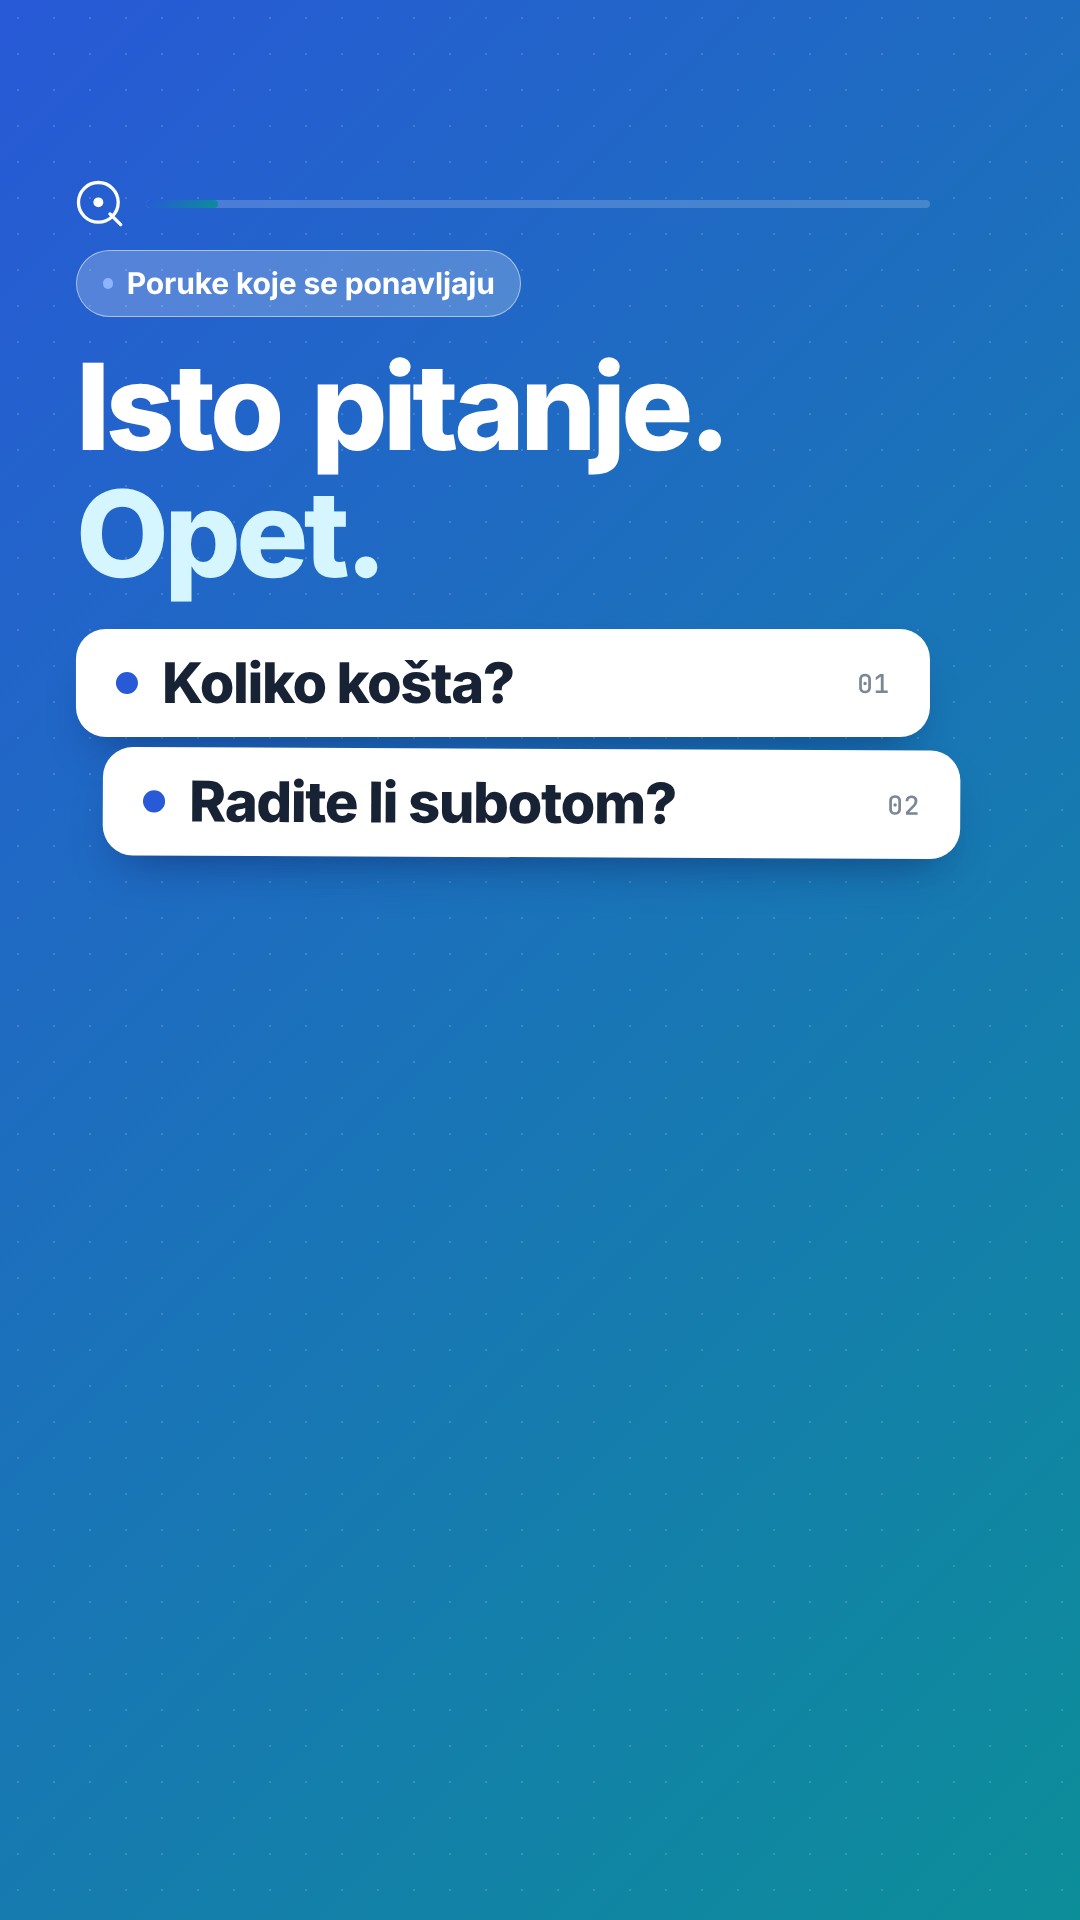 Poruke koje se ponavljaju
Isto pitanje.
Opet.
Koliko košta? 01
Radite li subotom? 02